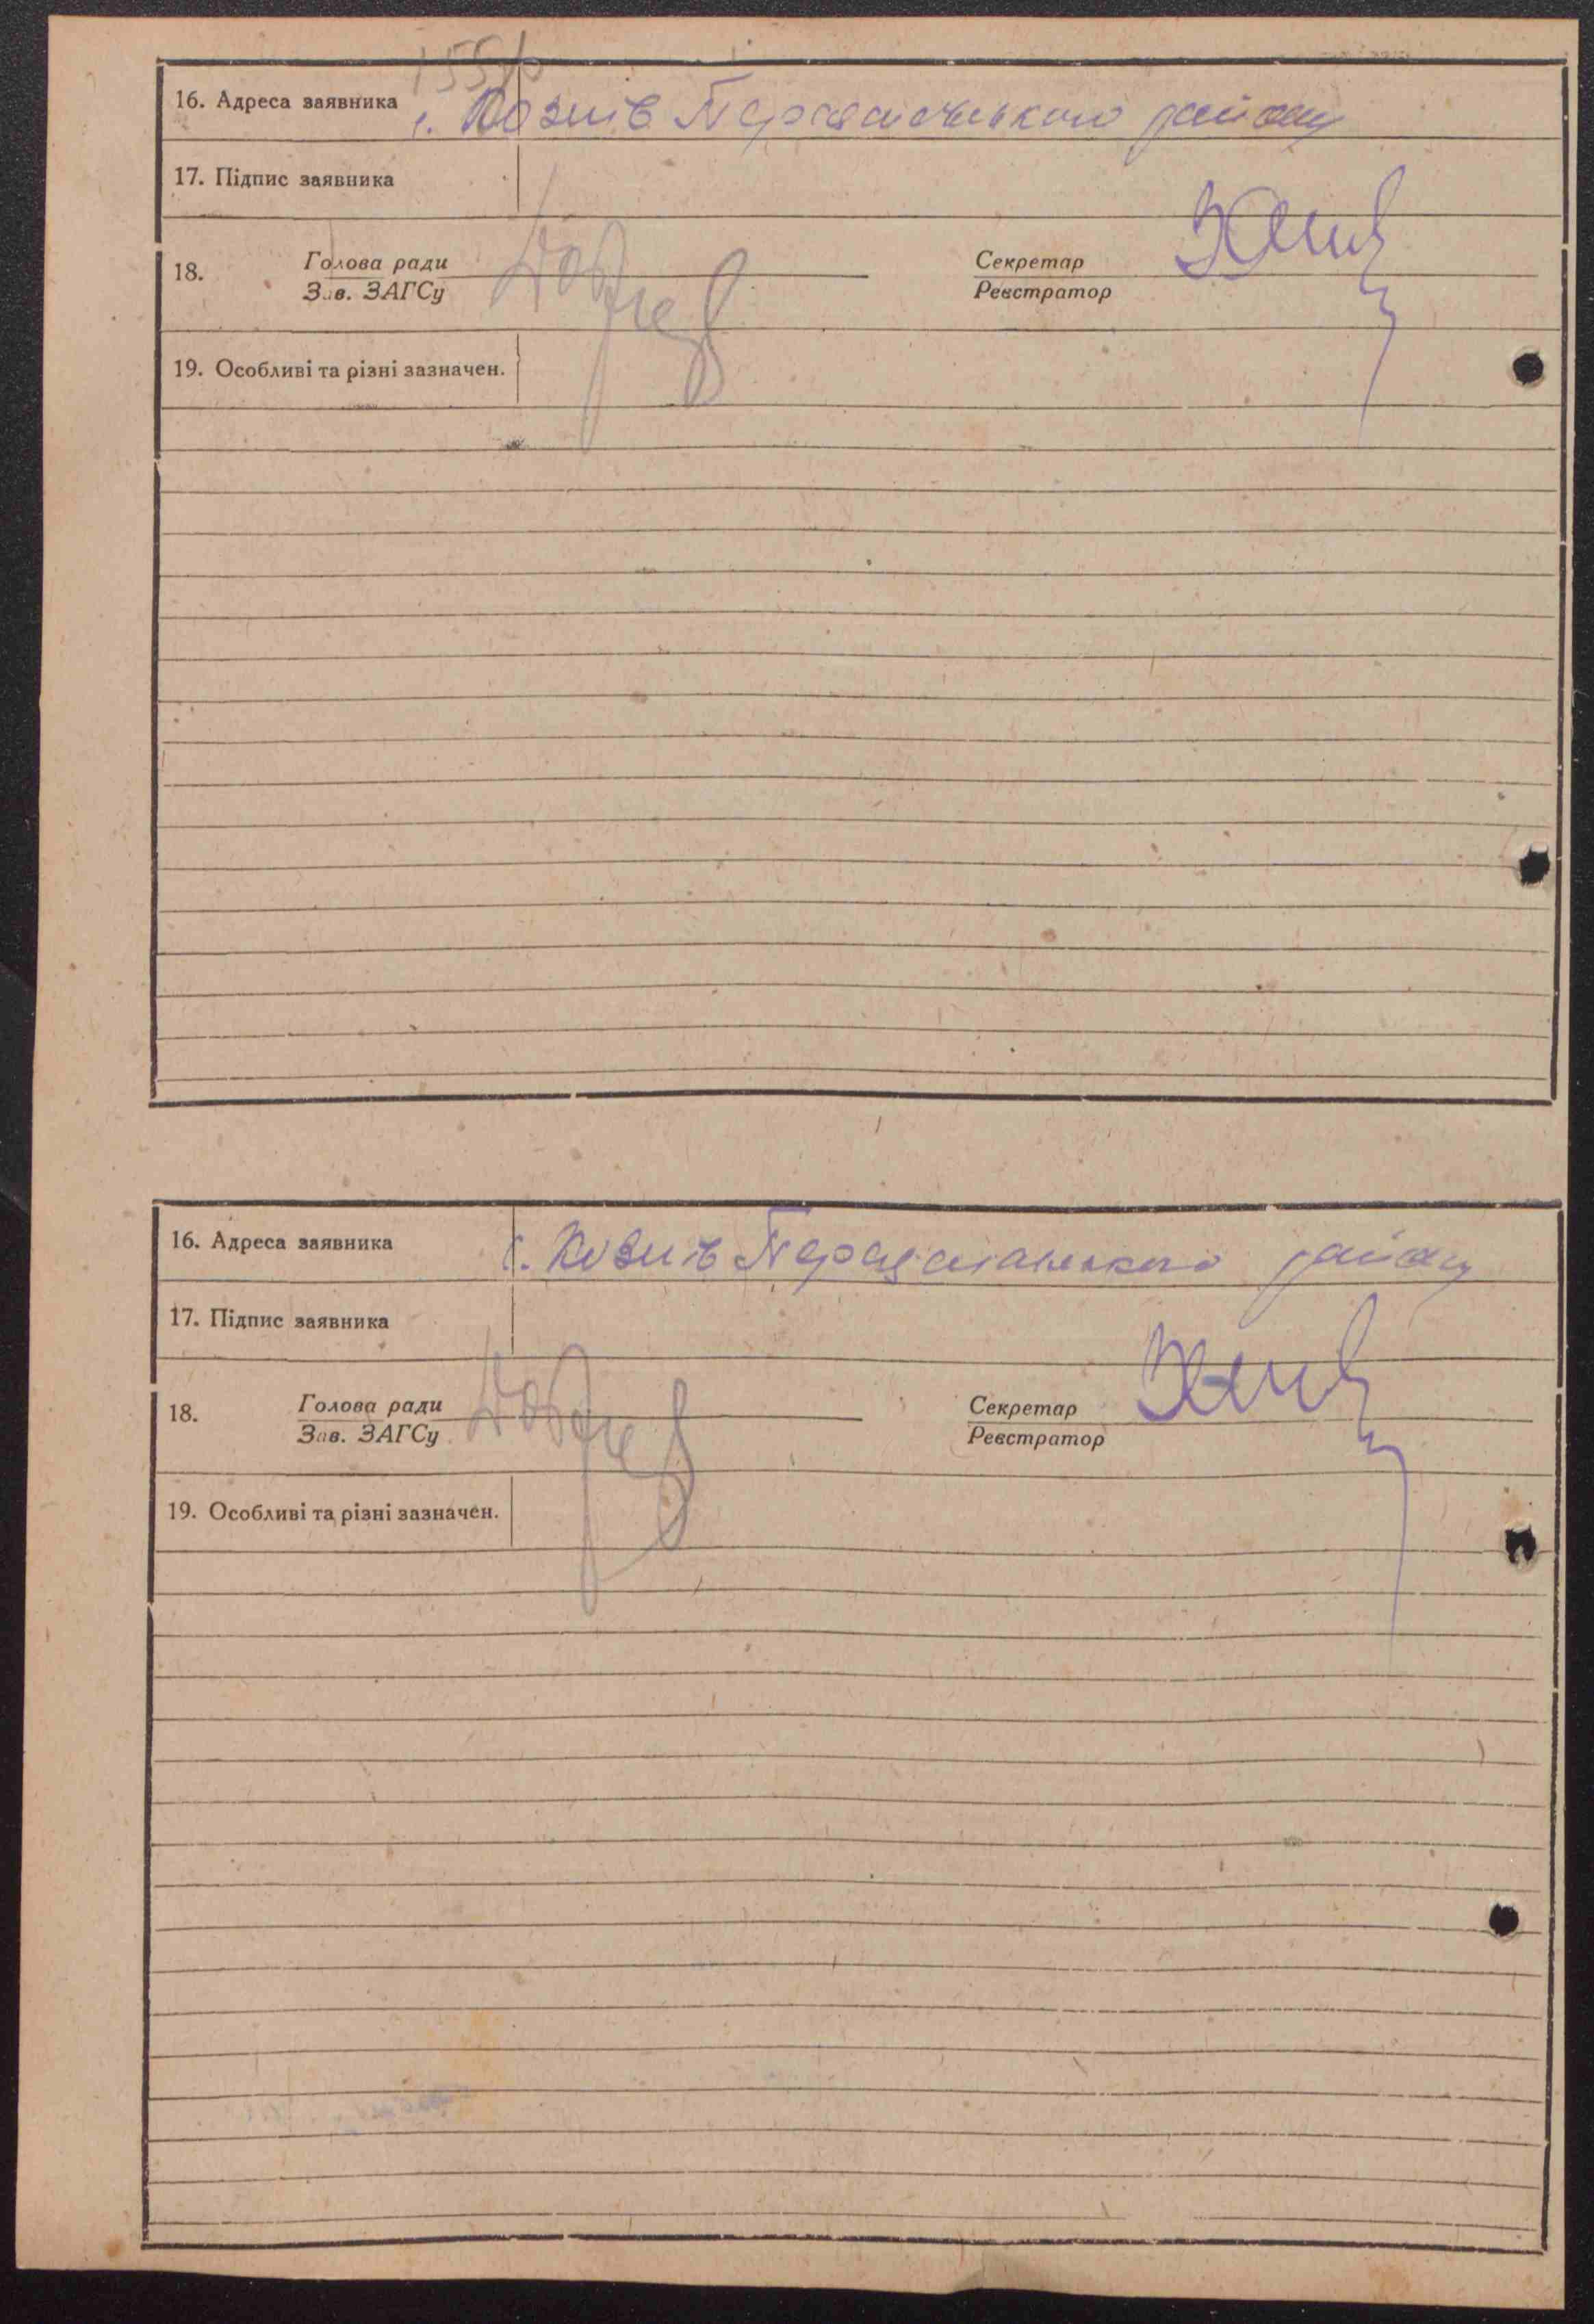 16. Адреса заявника с. Козлів Переяславського району
17. Підпис заявника
18. Голова ради Секретар
Зав. ЗАГСу Реєстратор
19. Особливі та різні зазначен.
16. Адреса заявника с. Козлів Переяславського району
17. Підпис заявника
18. Голова ради Секретар
Зав. ЗАГСу Реєстратор
19. Особливі та різні зазначен.